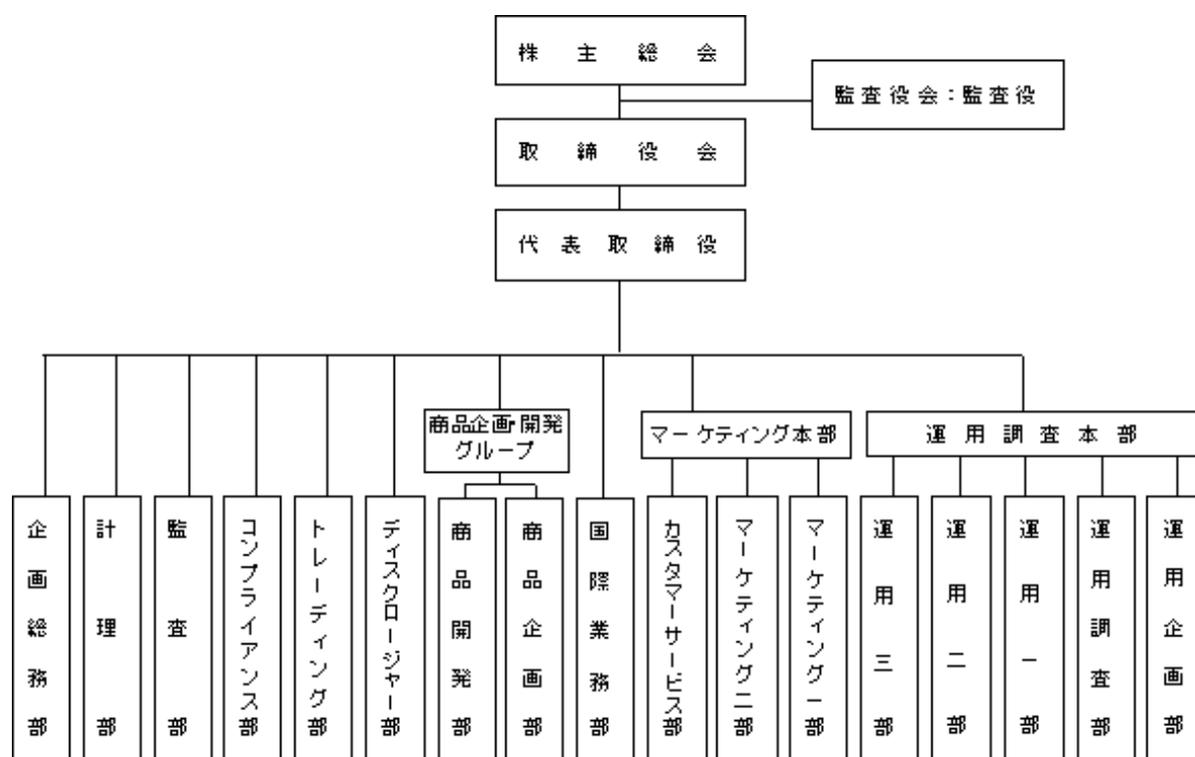 株主総会
監査役会：監査役
取締役会
代表取締役
商品企画・開発
グループ
マーケティング本部
運用調査本部
企画総務部
計理部
監査部
コンプライアンス部
トレーディング部
ディスクロージャー部
商品開発部
商品企画部
国際業務部
カスタマーサービス部
マーケティング二部
マーケティング一部
運用三部
運用二部
運用一部
運用調査部
運用企画部